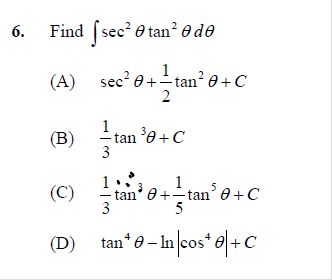 6. Find ∫sec² θ tan² θ dθ
(A) sec² θ + 1/2 tan² θ + C
(B) 1/3 tan ³θ + C
(C) 1/3 tan³ θ + 1/5 tan⁵ θ + C
(D) tan⁴ θ – ln|cos⁴ θ| + C